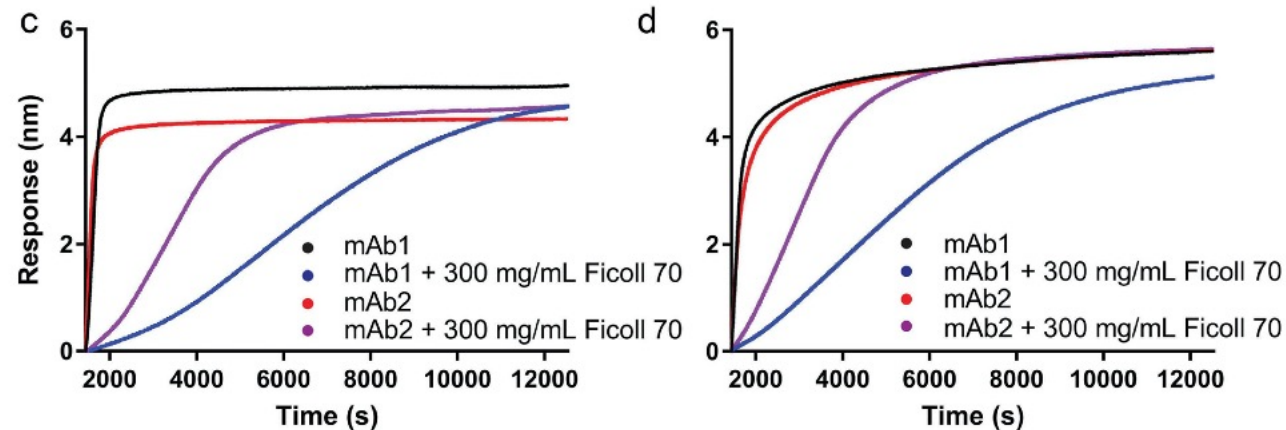 c
6
4
2
0
Response (nm)
mAb1
mAb1 + 300 mg/mL Ficoll 70
mAb2
mAb2 + 300 mg/mL Ficoll 70
2000 4000 6000 8000 10000 12000
Time (s)
d
6
4
2
0
mAb1
mAb1 + 300 mg/mL Ficoll 70
mAb2
mAb2 + 300 mg/mL Ficoll 70
2000 4000 6000 8000 10000 12000
Time (s)